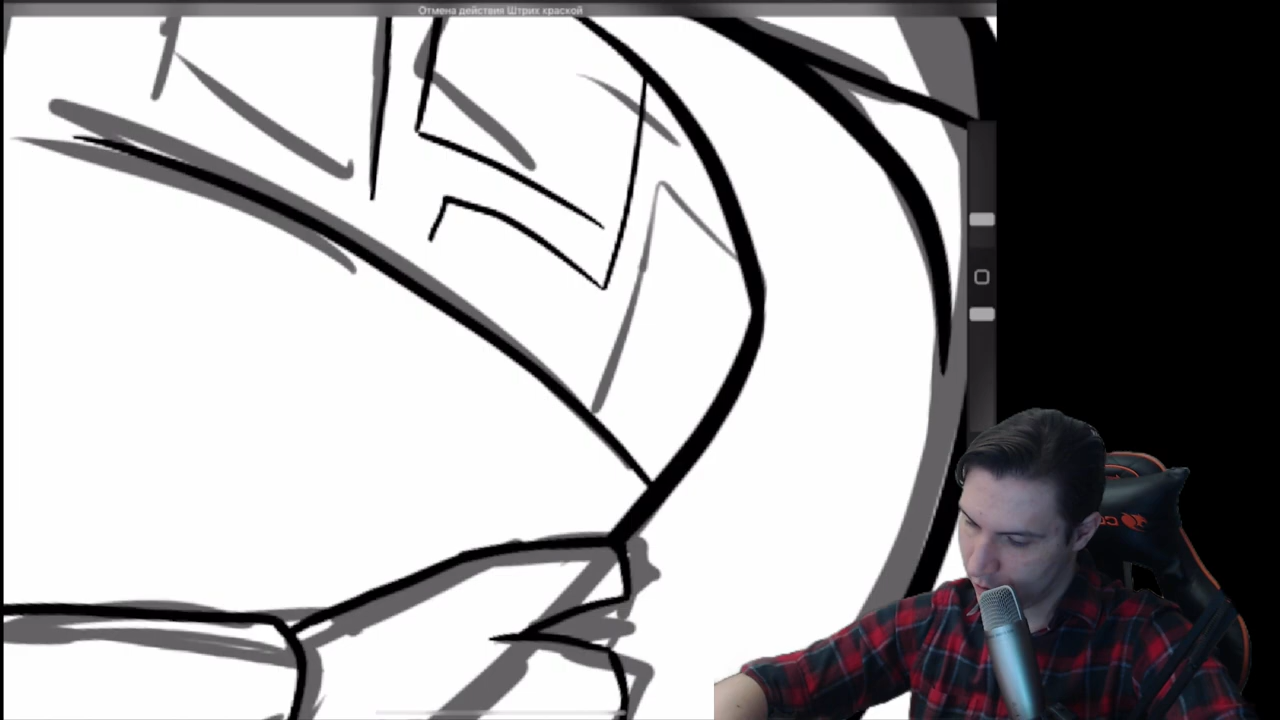 Отмена действия Штрих краской